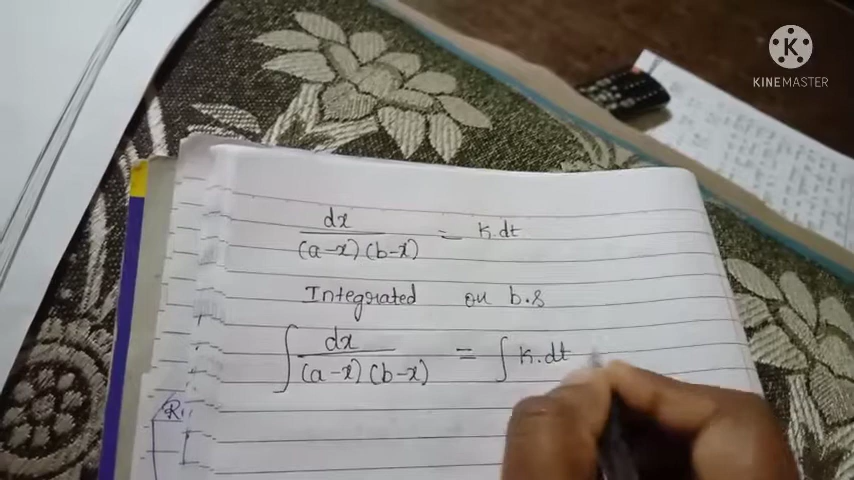 K
KINEMASTER
dx / (a-x)(b-x) = k.dt
Integrated on b.s
∫ dx / (a-x)(b-x) = ∫ k.dt
R